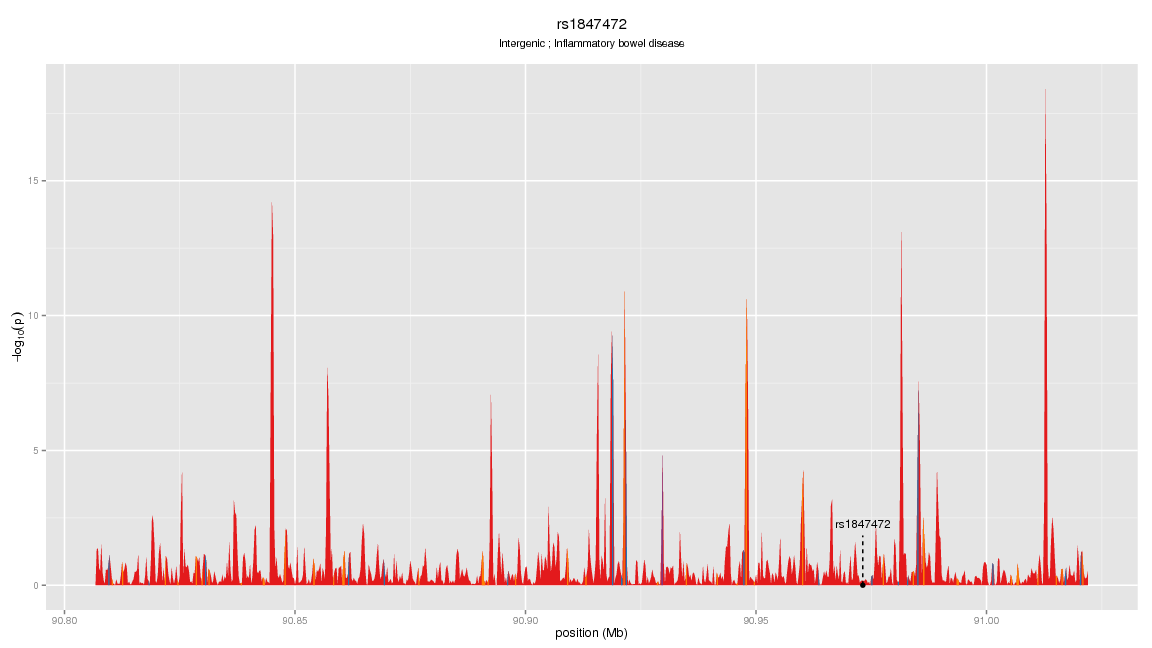 rs1847472
Intergenic ; Inflammatory bowel disease
−log10(p)
15
10
5
0
rs1847472
90.80 90.85 90.90 90.95 91.00
position (Mb)